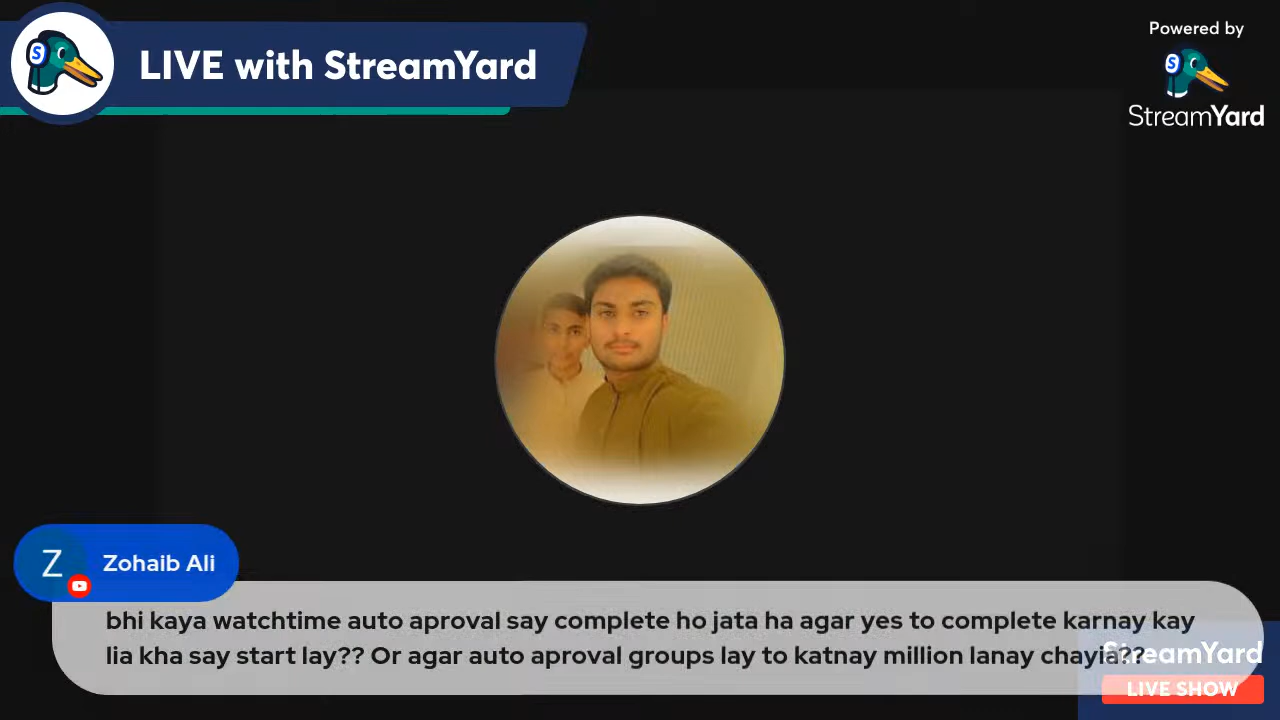 S
LIVE with StreamYard
Powered by
S
StreamYard
Z
Zohaib Ali
bhi kaya watchtime auto aproval say complete ho jata ha agar yes to complete karnay kay
lia kha say start lay?? Or agar auto aproval groups lay to katnay million lanay chayia??
StreamYard
LIVE SHOW